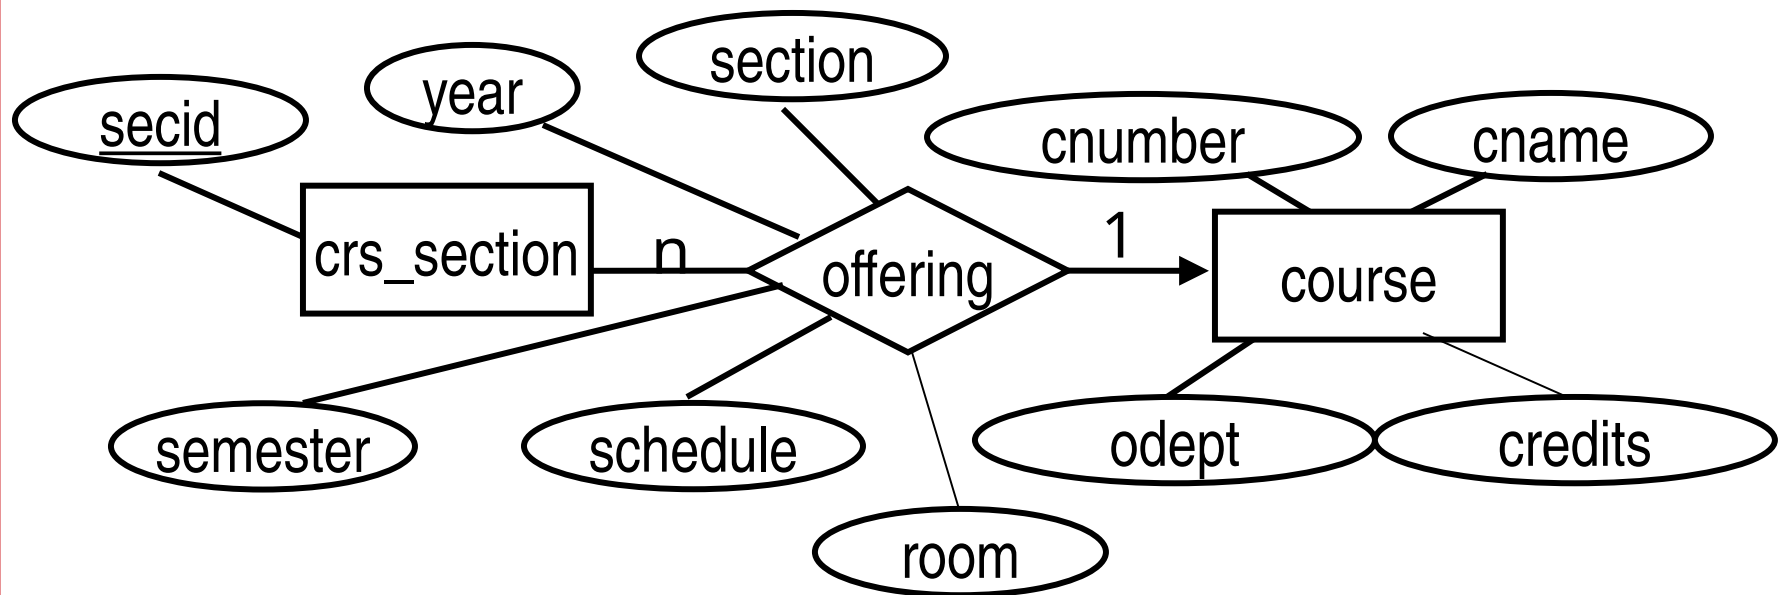 section
year
secid
cnumber
cname
crs_section
n
offering
1
course
semester
schedule
odept
credits
room